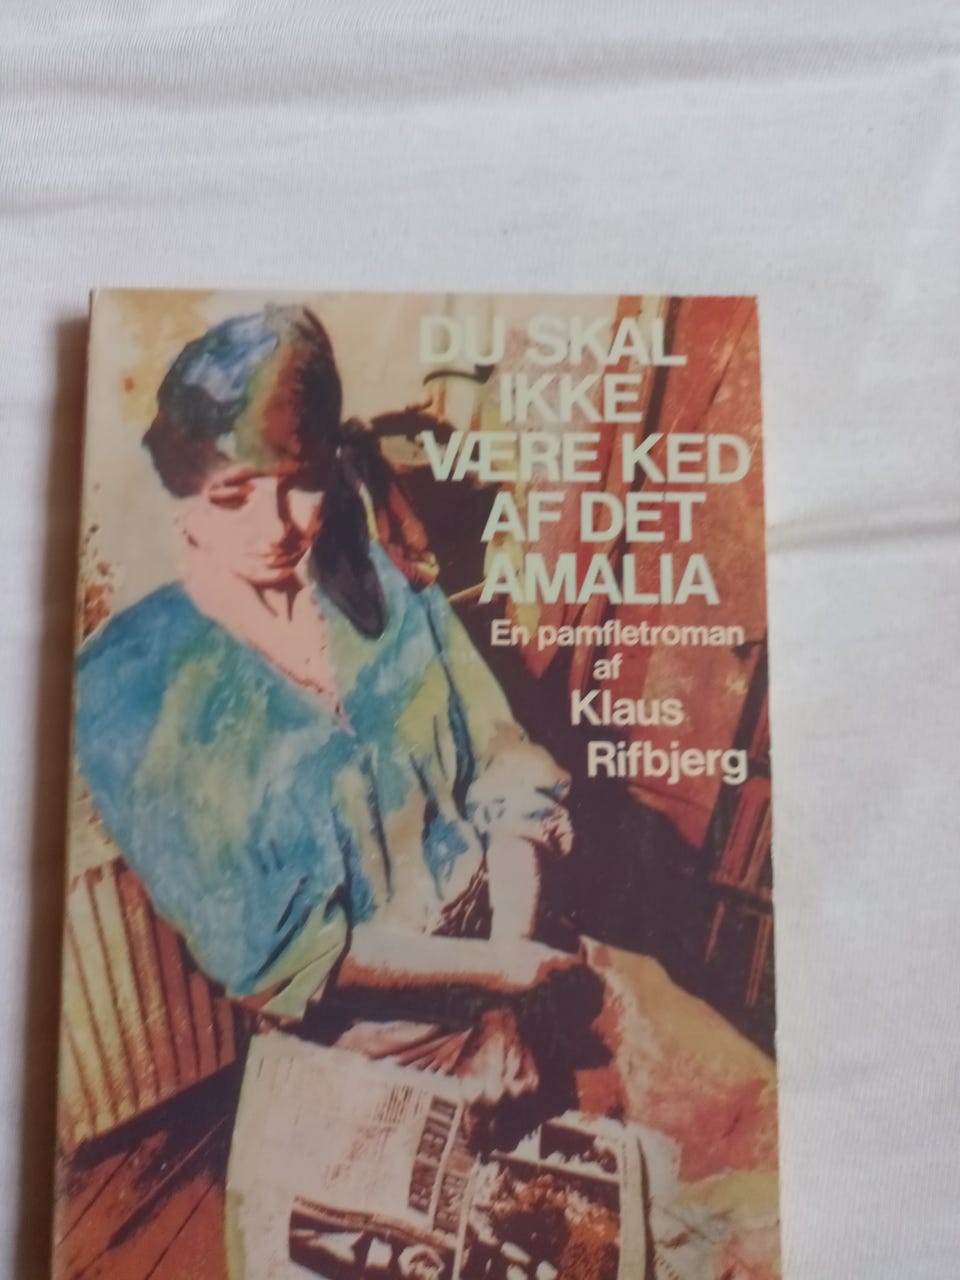 DU SKAL
IKKE
VÆRE KED
AF DET
AMALIA
En pamfletroman
af
Klaus
Rifbjerg